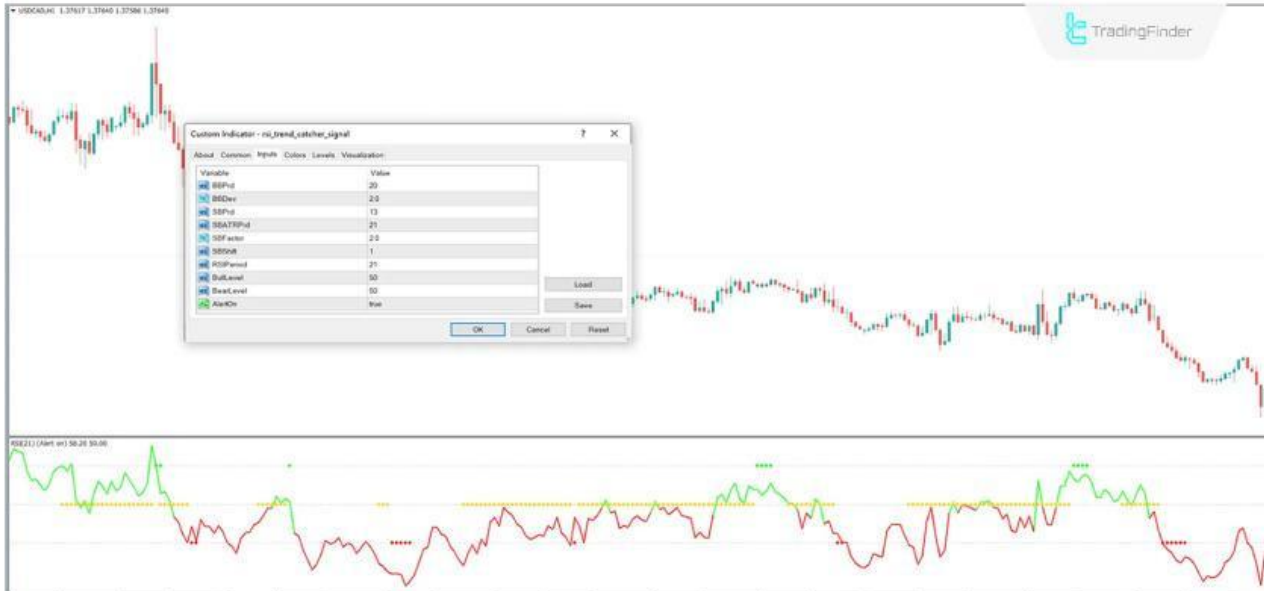 USDCAD,H1 1.37617 1.37640 1.37586 1.37640
TradingFinder
Custom Indicator - rsi_trend_catcher_signal
? X
About Common Inputs Colors Levels Visualization
Variable Value
BBPrd 20
BBDev 2.0
SBPrd 13
SBATRPrd 21
SBFactor 2.0
SBShift 1
RSIPeriod 21
BullLevel 50
BearLevel 50
AlertOn true
Load
Save
OK Cancel Reset
RSI(21) (Alert on) 58.20 50.00